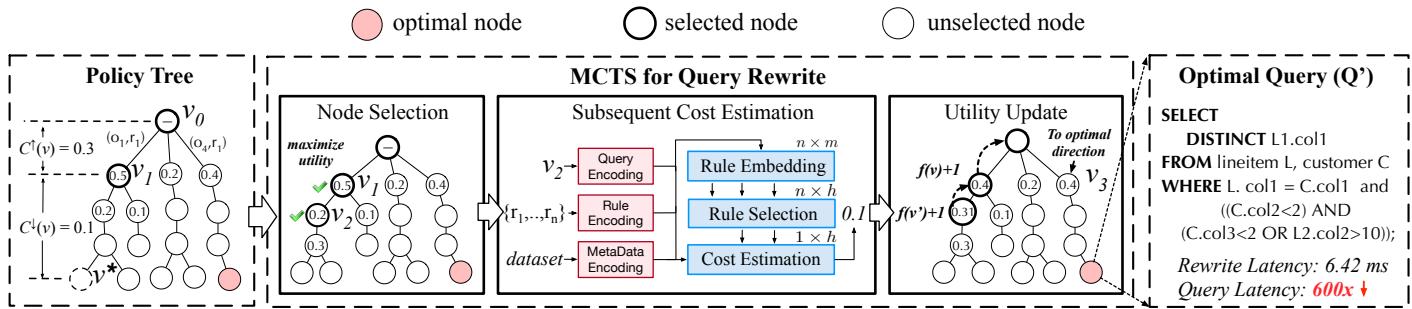 optimal node
selected node
unselected node
Policy Tree
v0
(o1,r1)
(o4,r1)
C↑(v) = 0.3
0.5
v1
0.2
0.4
C↓(v) = 0.1
0.2
0.1
v*
MCTS for Query Rewrite
Node Selection
maximize
utility
0.5
v1
0.2
0.4
0.2
v2
0.1
0.3
Subsequent Cost Estimation
v2
Query
Encoding
{r1,..,rn}
Rule
Encoding
dataset
MetaData
Encoding
n × m
Rule Embedding
n × h
Rule Selection
1 × h
Cost Estimation
0.1
Utility Update
To optimal
direction
f(v)+1
0.4
0.2
0.4
v3
f(v')+1
0.31
0.1
0.3
Optimal Query (Q’)
SELECT
DISTINCT L1.col1
FROM lineitem L, customer C
WHERE L. col1 = C.col1 and
((C.col2<2) AND
(C.col3<2 OR L2.col2>10));
Rewrite Latency: 6.42 ms
Query Latency: 600x ↓